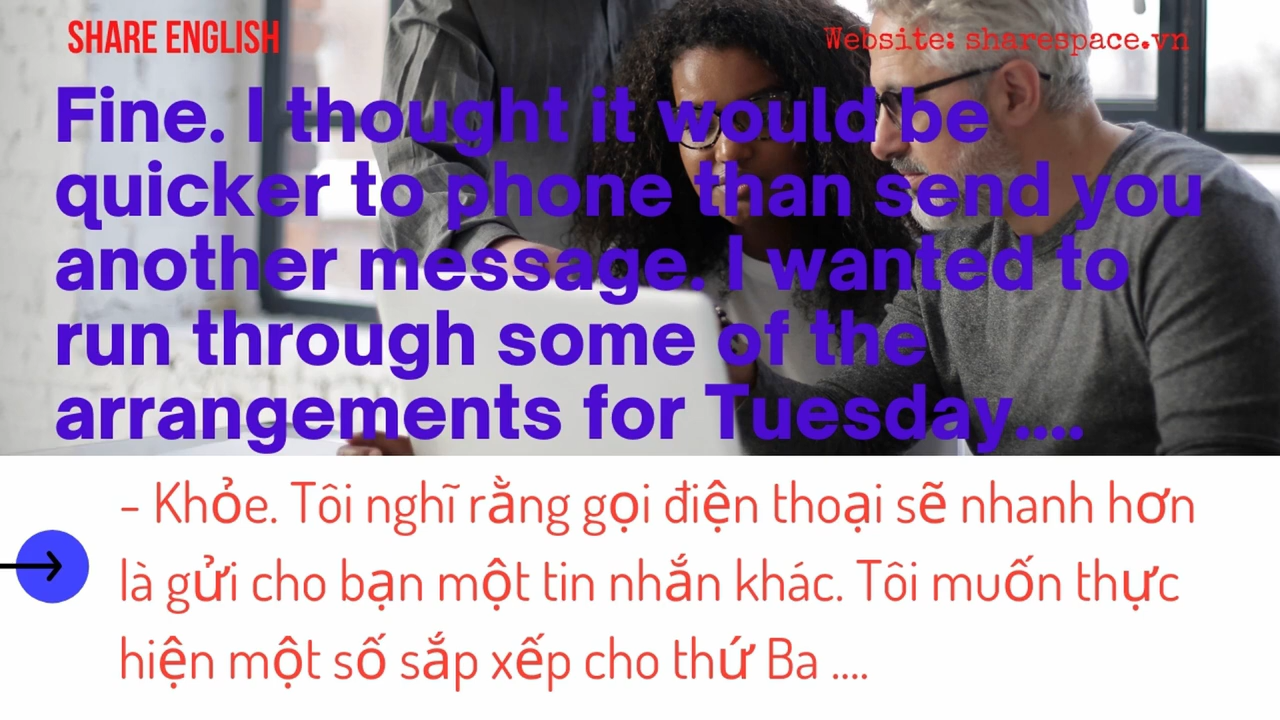 SHARE ENGLISH
Website: sharespace.vn
Fine. I thought it would be
quicker to phone than send you
another message. I wanted to
run through some of the
arrangements for Tuesday....
- Khỏe. Tôi nghĩ rằng gọi điện thoại sẽ nhanh hơn
là gửi cho bạn một tin nhắn khác. Tôi muốn thực
hiện một số sắp xếp cho thứ Ba ....